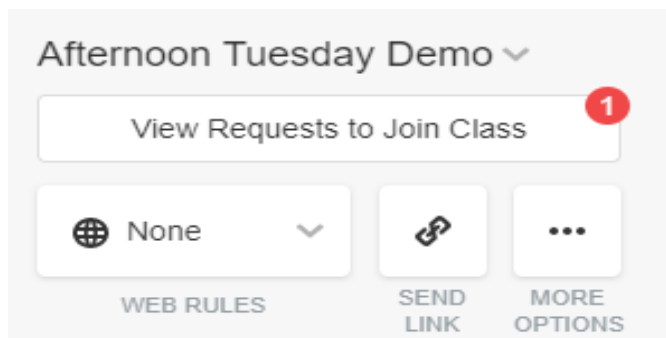 Afternoon Tuesday Demo
View Requests to Join Class
1
None
WEB RULES
SEND
LINK
MORE
OPTIONS